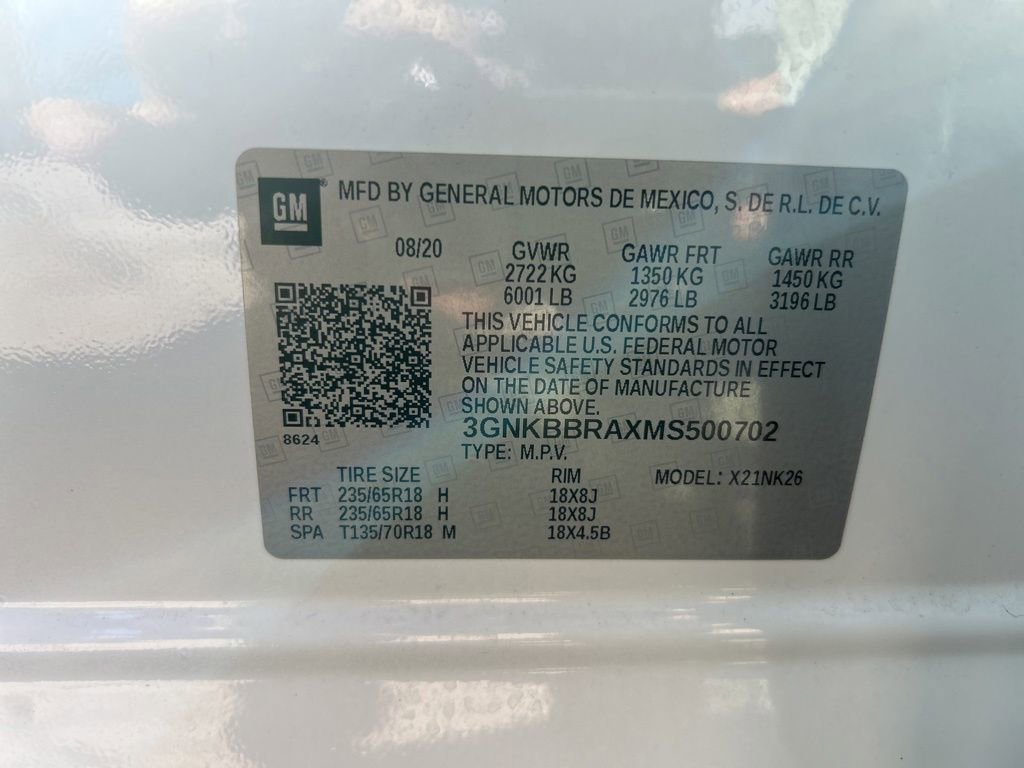 GM ® MFD BY GENERAL MOTORS DE MEXICO, S. DE R.L. DE C.V.
08/20 GVWR GAWR FRT GAWR RR
2722 KG 1350 KG 1450 KG
6001 LB 2976 LB 3196 LB
THIS VEHICLE CONFORMS TO ALL
APPLICABLE U.S. FEDERAL MOTOR
VEHICLE SAFETY STANDARDS IN EFFECT
ON THE DATE OF MANUFACTURE
SHOWN ABOVE.
3GNKBBRAXMS500702
8624
TYPE: M.P.V.
TIRE SIZE RIM MODEL: X21NK26
FRT 235/65R18 H 18X8J
RR 235/65R18 H 18X8J
SPA T135/70R18 M 18X4.5B